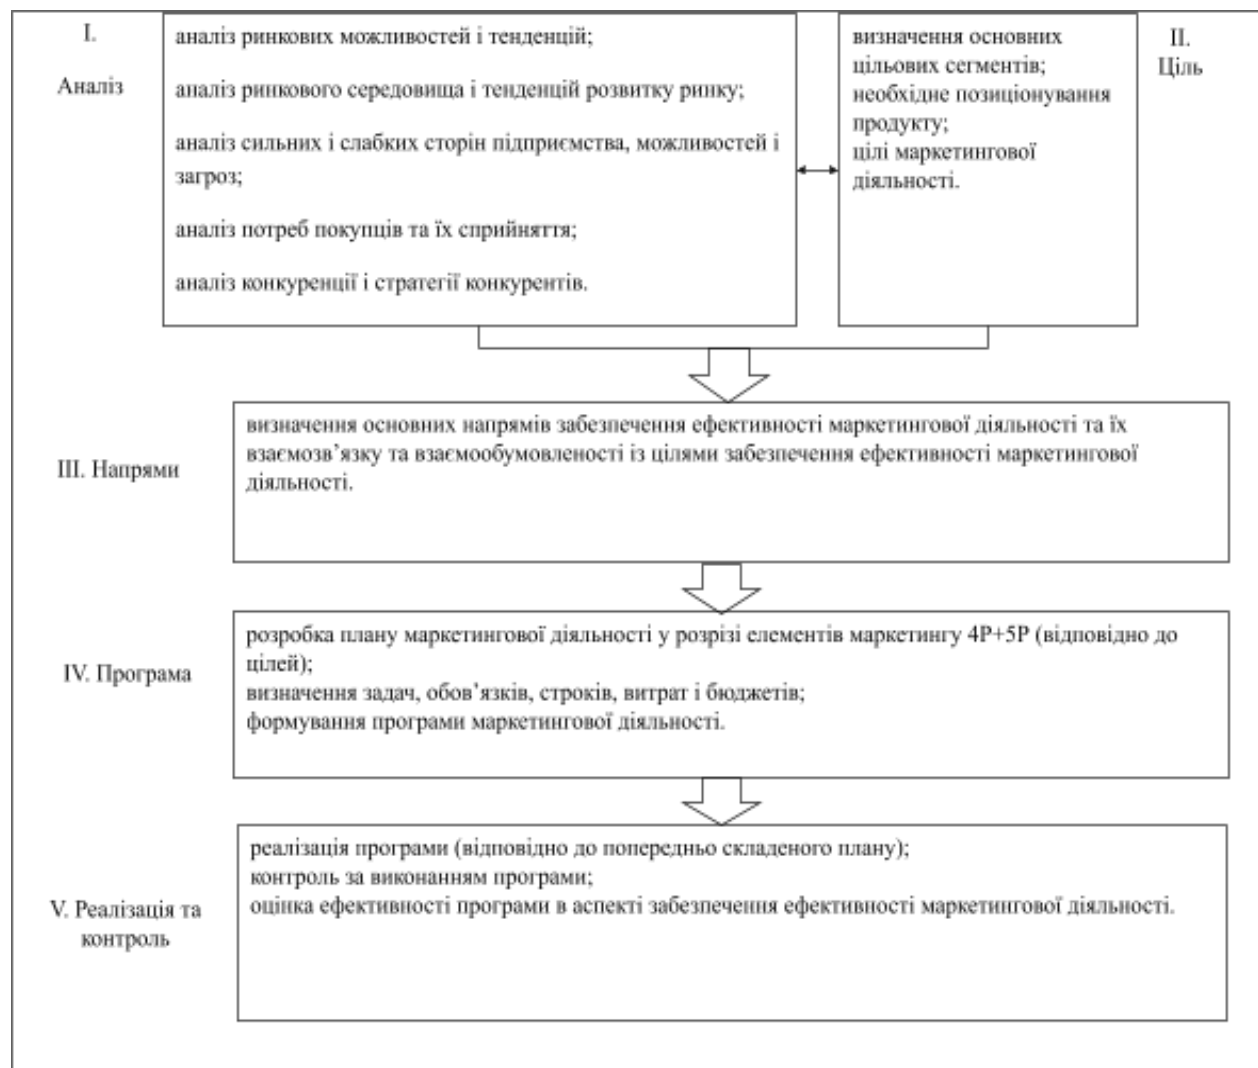 I.
Аналіз
аналіз ринкових можливостей і тенденцій;
аналіз ринкового середовища і тенденцій розвитку ринку;
аналіз сильних і слабких сторін підприємства, можливостей і
загроз;
аналіз потреб покупців та їх сприйняття;
аналіз конкуренції і стратегії конкурентів.
визначення основних
цільових сегментів;
необхідне позиціонування
продукту;
цілі маркетингової
діяльності.
II.
Ціль
III. Напрями
визначення основних напрямів забезпечення ефективності маркетингової діяльності та їх
взаємозв’язку та взаємообумовленості із цілями забезпечення ефективності маркетингової
діяльності.
IV. Програма
розробка плану маркетингової діяльності у розрізі елементів маркетингу 4P+5P (відповідно до
цілей);
визначення задач, обов’язків, строків, витрат і бюджетів;
формування програми маркетингової діяльності.
V. Реалізація та
контроль
реалізація програми (відповідно до попередньо складеного плану);
контроль за виконанням програми;
оцінка ефективності програми в аспекті забезпечення ефективності маркетингової діяльності.